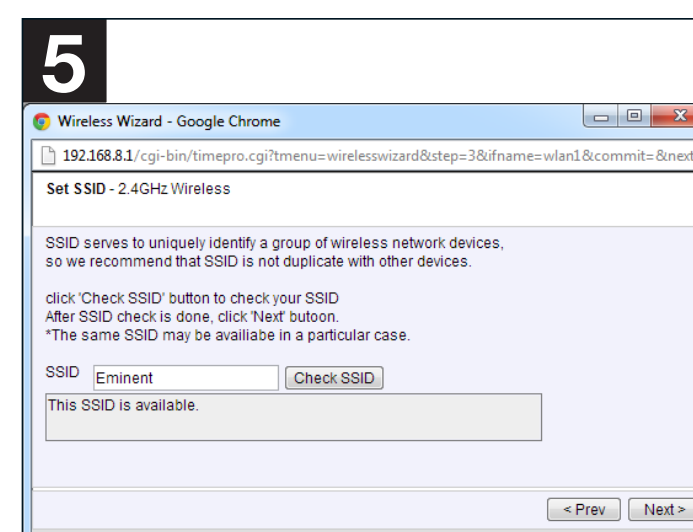 5
Wireless Wizard - Google Chrome
X
192.168.8.1/cgi-bin/timepro.cgi?tmenu=wirelesswizard&step=3&ifname=wlan1&commit=&next
Set SSID - 2.4GHz Wireless
SSID serves to uniquely identify a group of wireless network devices,
so we recommend that SSID is not duplicate with other devices.
click 'Check SSID' button to check your SSID
After SSID check is done, click 'Next' butoon.
*The same SSID may be availiabe in a particular case.
SSID Eminent Check SSID
This SSID is available.
< Prev Next >